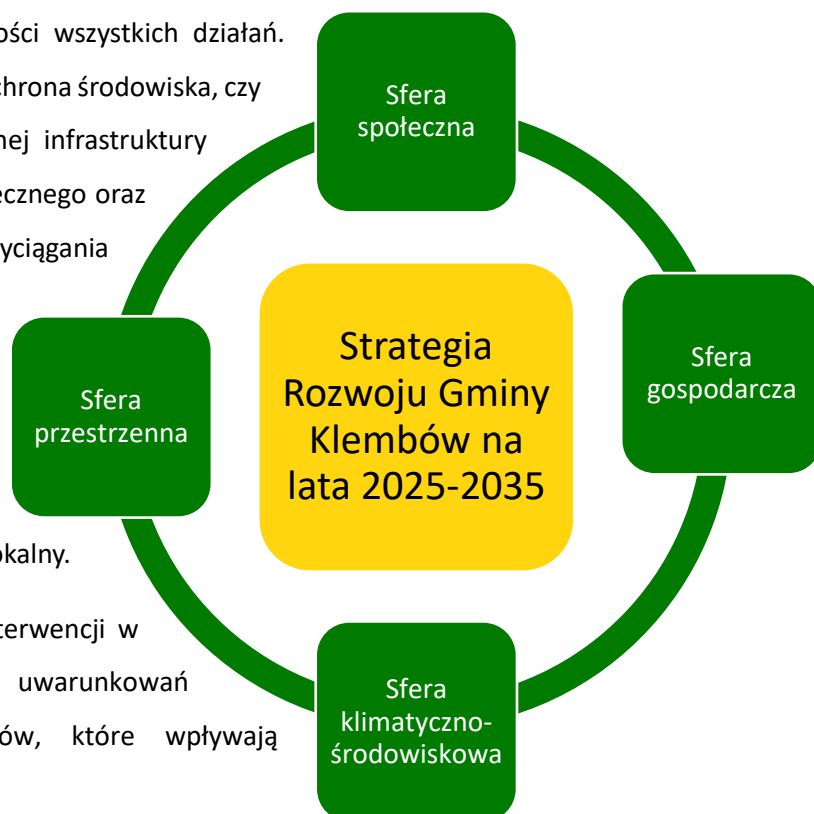 ości wszystkich działań.
chrona środowiska, czy
nej infrastruktury
ecznego oraz
yciągania
okalny.
terwencji w
uwarunkowań
ów, które wpływają
Sfera
społeczna
Sfera
gospodarcza
Sfera
przestrzenna
Strategia
Rozwoju Gminy
Klembów na
lata 2025-2035
Sfera
klimatyczno-
środowiskowa